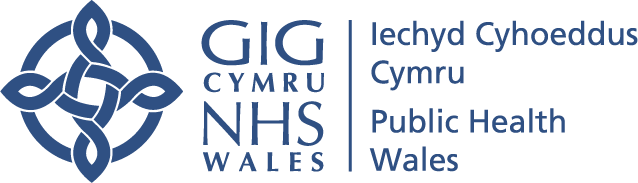 GIG
CYMRU
NHS
WALES
Iechyd Cyhoeddus
Cymru
Public Health
Wales